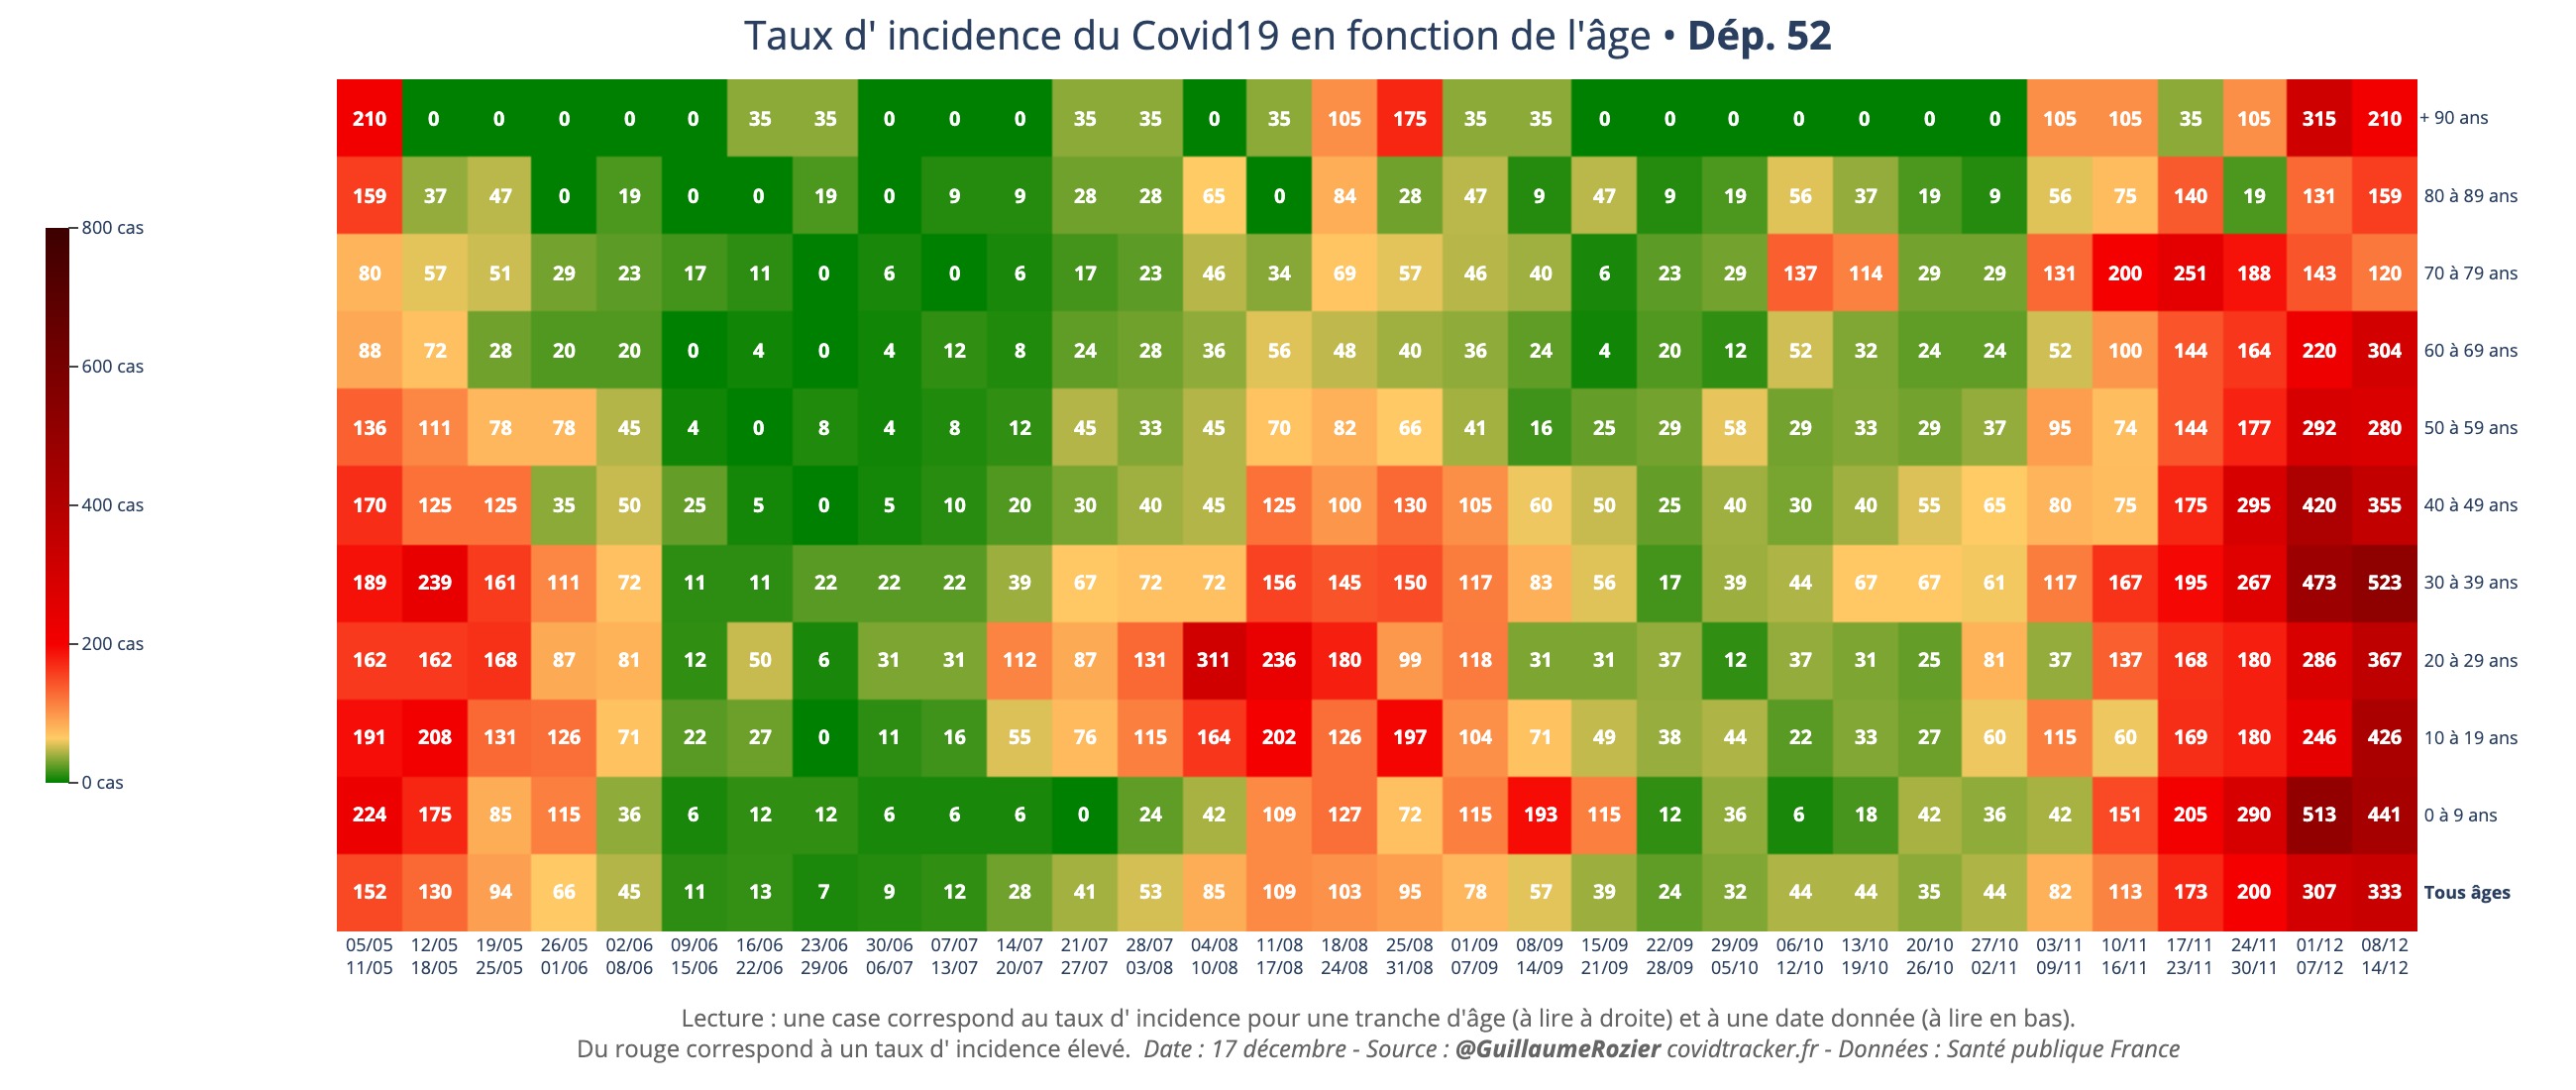 Taux d' incidence du Covid19 en fonction de l'âge • Dép. 52
800 cas
600 cas
400 cas
200 cas
0 cas
210 0 0 0 0 0 35 35 0 0 0 35 35 0 35 105 175 35 35 0 0 0 0 0 0 0 105 105 35 105 315 210 + 90 ans
159 37 47 0 19 0 0 19 0 9 9 28 28 65 0 84 28 47 9 47 9 19 56 37 19 9 56 75 140 19 131 159 80 à 89 ans
80 57 51 29 23 17 11 0 6 0 6 17 23 46 34 69 57 46 40 6 23 29 137 114 29 29 131 200 251 188 143 120 70 à 79 ans
88 72 28 20 20 0 4 0 4 12 8 24 28 36 56 48 40 36 24 4 20 12 52 32 24 24 52 100 144 164 220 304 60 à 69 ans
136 111 78 78 45 4 0 8 4 8 12 45 33 45 70 82 66 41 16 25 29 58 29 33 29 37 95 74 144 177 292 280 50 à 59 ans
170 125 125 35 50 25 5 0 5 10 20 30 40 45 125 100 130 105 60 50 25 40 30 40 55 65 80 75 175 295 420 355 40 à 49 ans
189 239 161 111 72 11 11 22 22 22 39 67 72 72 156 145 150 117 83 56 17 39 44 67 67 61 117 167 195 267 473 523 30 à 39 ans
162 162 168 87 81 12 50 6 31 31 112 87 131 311 236 180 99 118 31 31 37 12 37 31 25 81 37 137 168 180 286 367 20 à 29 ans
191 208 131 126 71 22 27 0 11 16 55 76 115 164 202 126 197 104 71 49 38 44 22 33 27 60 115 60 169 180 246 426 10 à 19 ans
224 175 85 115 36 6 12 12 6 6 6 0 24 42 109 127 72 115 193 115 12 36 6 18 42 36 42 151 205 290 513 441 0 à 9 ans
152 130 94 66 45 11 13 7 9 12 28 41 53 85 109 103 95 78 57 39 24 32 44 44 35 44 82 113 173 200 307 333 Tous âges
05/05 12/05 19/05 26/05 02/06 09/06 16/06 23/06 30/06 07/07 14/07 21/07 28/07 04/08 11/08 18/08 25/08 01/09 08/09 15/09 22/09 29/09 06/10 13/10 20/10 27/10 03/11 10/11 17/11 24/11 01/12 08/12
11/05 18/05 25/05 01/06 08/06 15/06 22/06 29/06 06/07 13/07 20/07 27/07 03/08 10/08 17/08 24/08 31/08 07/09 14/09 21/09 28/09 05/10 12/10 19/10 26/10 02/11 09/11 16/11 23/11 30/11 07/12 14/12
Lecture : une case correspond au taux d' incidence pour une tranche d'âge (à lire à droite) et à une date donnée (à lire en bas).
Du rouge correspond à un taux d' incidence élevé. Date : 17 décembre - Source : @GuillaumeRozier covidtracker.fr - Données : Santé publique France